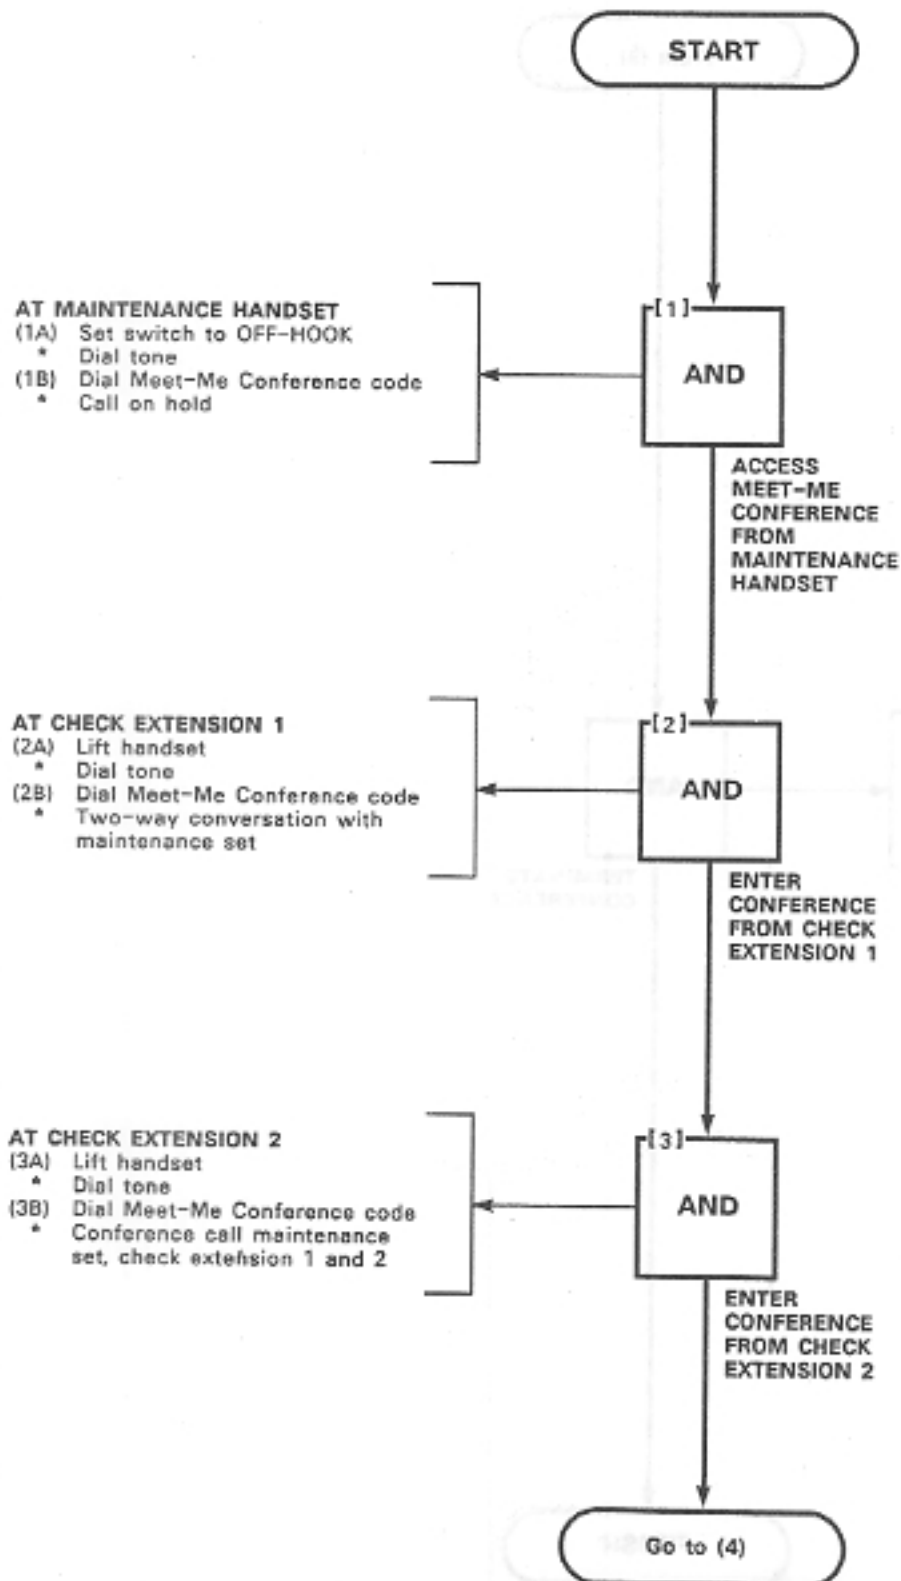 START
[1]
AND
AT MAINTENANCE HANDSET
(1A) Set switch to OFF-HOOK
* Dial tone
(1B) Dial Meet-Me Conference code
* Call on hold
ACCESS
MEET-ME
CONFERENCE
FROM
MAINTENANCE
HANDSET
[2]
AND
AT CHECK EXTENSION 1
(2A) Lift handset
* Dial tone
(2B) Dial Meet-Me Conference code
* Two-way conversation with
maintenance set
ENTER
CONFERENCE
FROM CHECK
EXTENSION 1
[3]
AND
AT CHECK EXTENSION 2
(3A) Lift handset
* Dial tone
(3B) Dial Meet-Me Conference code
* Conference call maintenance
set, check extension 1 and 2
ENTER
CONFERENCE
FROM CHECK
EXTENSION 2
Go to (4)